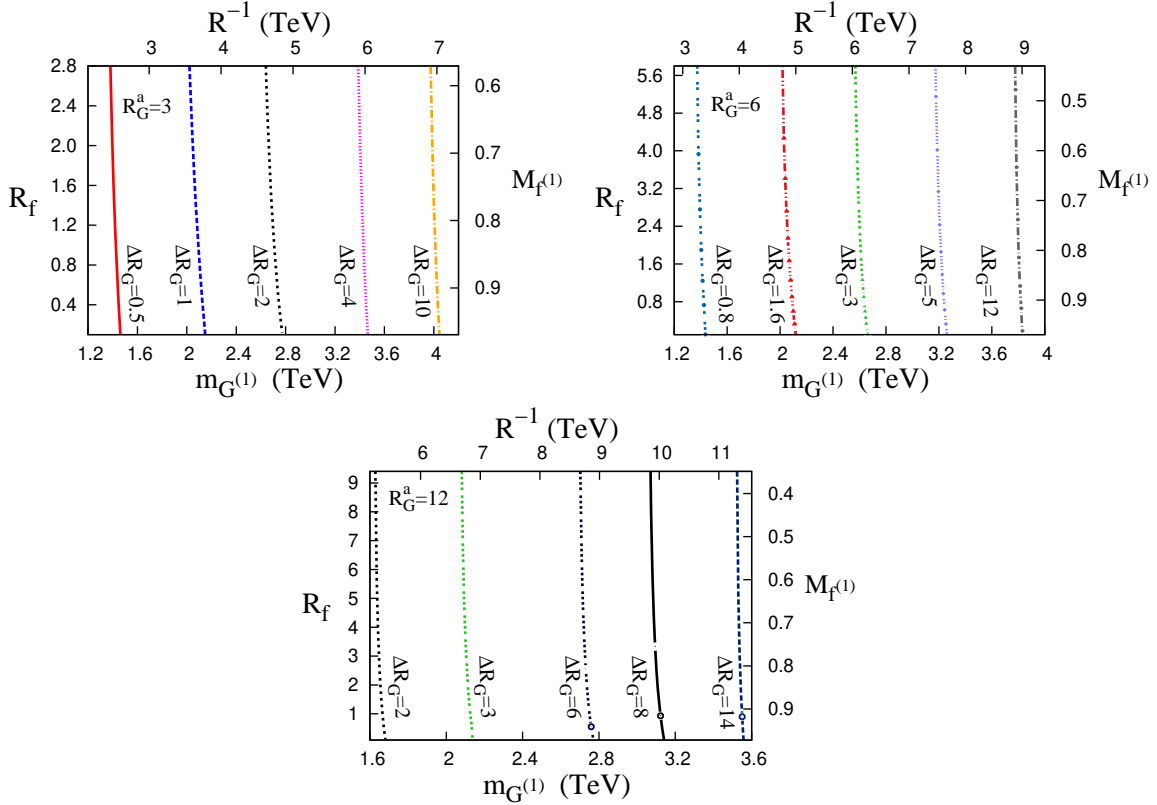 R⁻¹ (TeV)
3 4 5 6 7
2.8
2.4
2.0
1.6
1.2
0.8
0.4
R_f
R_G^a=3
ΔR_G=0.5
ΔR_G=1
ΔR_G=2
ΔR_G=4
ΔR_G=10
0.6
0.7
0.8
0.9
M_f⁽¹⁾
1.2 1.6 2 2.4 2.8 3.2 3.6 4
m_G⁽¹⁾ (TeV)
R⁻¹ (TeV)
3 4 5 6 7 8 9
5.6
4.8
4.0
3.2
2.4
1.6
0.8
R_f
R_G^a=6
ΔR_G=0.8
ΔR_G=1.6
ΔR_G=3
ΔR_G=5
ΔR_G=12
0.5
0.6
0.7
0.8
0.9
M_f⁽¹⁾
1.2 1.6 2 2.4 2.8 3.2 3.6 4
m_G⁽¹⁾ (TeV)
R⁻¹ (TeV)
6 7 8 9 10 11
9
8
7
6
5
4
3
2
1
R_f
R_G^a=12
ΔR_G=2
ΔR_G=3
ΔR_G=6
ΔR_G=8
ΔR_G=14
0.4
0.5
0.6
0.7
0.8
0.9
M_f⁽¹⁾
1.6 2 2.4 2.8 3.2 3.6
m_G⁽¹⁾ (TeV)